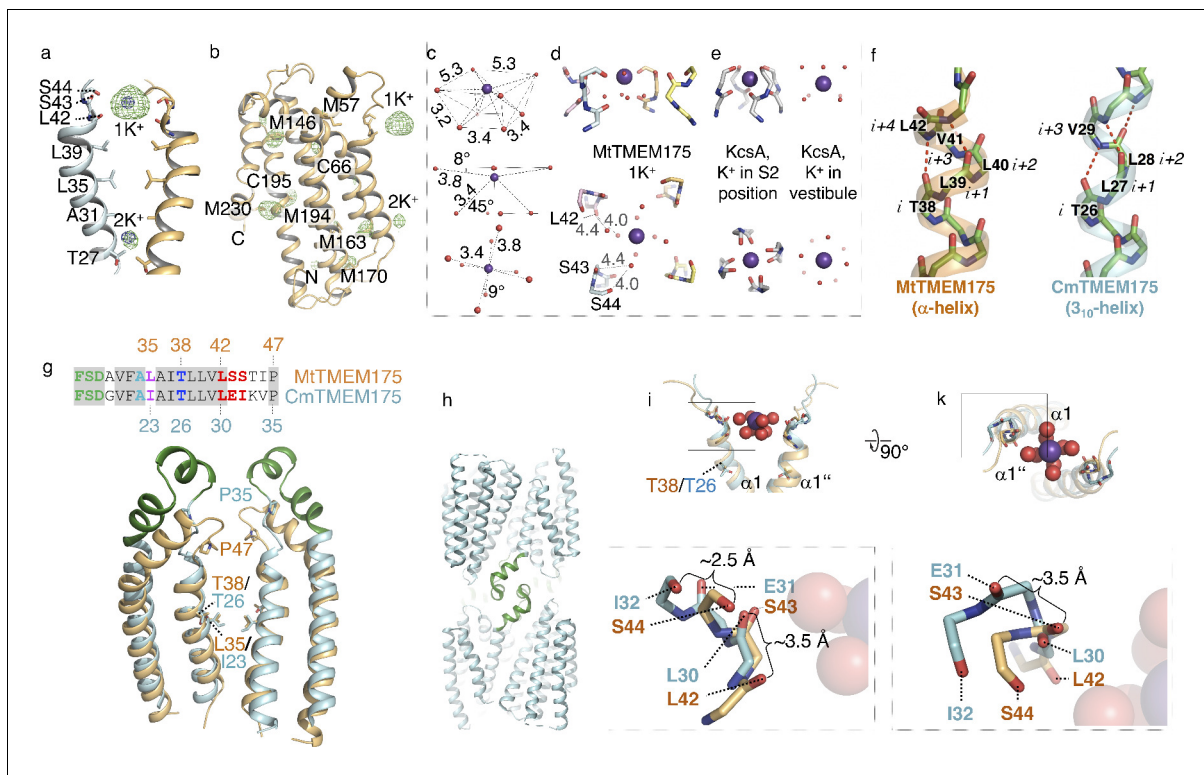 a
S44
S43
L42
1K⁺
L39
L35
A31
2K⁺
T27
b
M57
1K⁺
M146
C66
C195
2K⁺
M230
M194
C
M163
N
M170
c
5.3
5.3
3.2
3.4
3.4
8°
3.8
3.4
45°
3.8
3.4
9°
d
MtTMEM175
1K⁺
L42
4.0
4.4
S43
4.4
4.0
S44
e
KcsA,
K⁺ in S2
position
KcsA,
K⁺ in
vestibule
f
i+4 L42
V41
i+3
L40 i+2
L39
i+1
i T38
MtTMEM175
(α-helix)
i+3 V29
L28 i+2
L27 i+1
i T26
CmTMEM175
(3₁₀-helix)
g
35 38 42 47
FSDAVFALAITLLVLSSTIP MtTMEM175
FSDGVFAIAITLLVLEIKVP CmTMEM175
23 26 30 35
P35
P47
T38/
T26
L35/
I23
h
i
T38/T26
α1
α1“
90°
k
α1
α1“
~2.5 Å
I32
E31
S44
S43
~3.5 Å
L30
L42
E31
~3.5 Å
S43
L30
L42
I32
S44